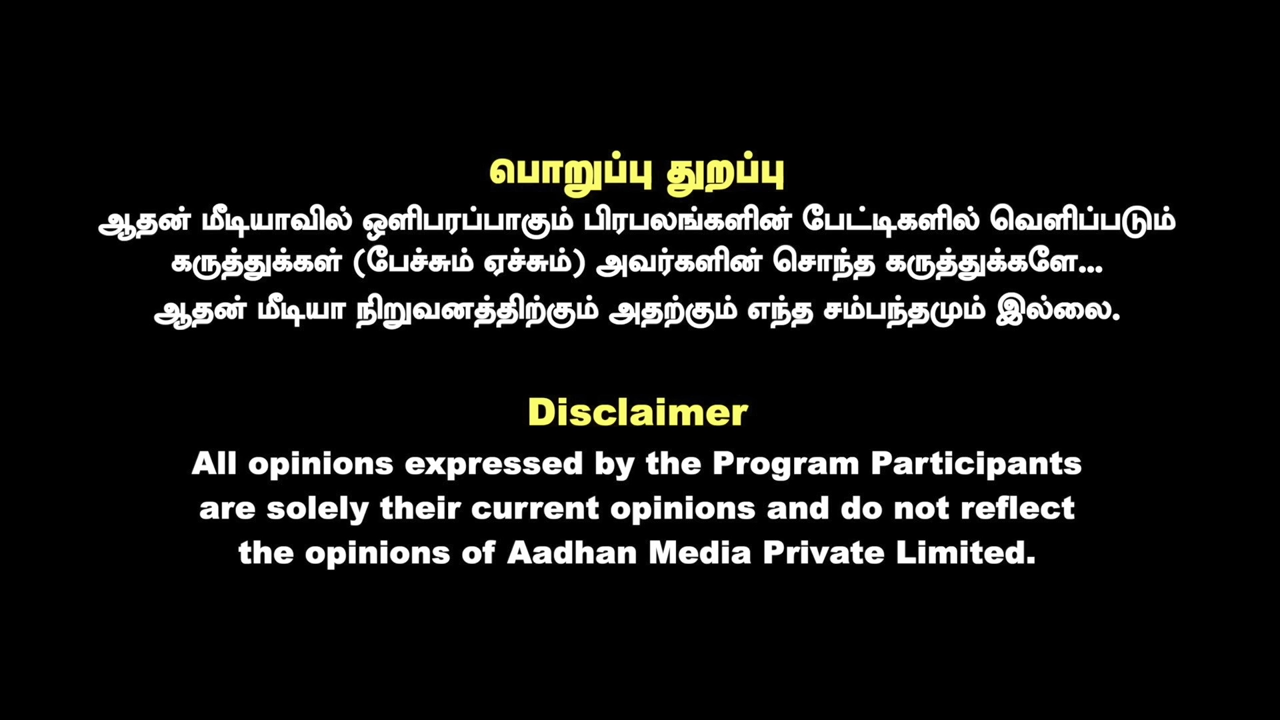 பொறுப்பு துறப்பு
ஆதன் மீடியாவில் ஒளிபரப்பாகும் பிரபலங்களின் பேட்டிகளில் வெளிப்படும்
கருத்துக்கள் (பேச்சும் ஏச்சும்) அவர்களின் சொந்த கருத்துக்களே...
ஆதன் மீடியா நிறுவனத்திற்கும் அதற்கும் எந்த சம்பந்தமும் இல்லை.
Disclaimer
All opinions expressed by the Program Participants
are solely their current opinions and do not reflect
the opinions of Aadhan Media Private Limited.